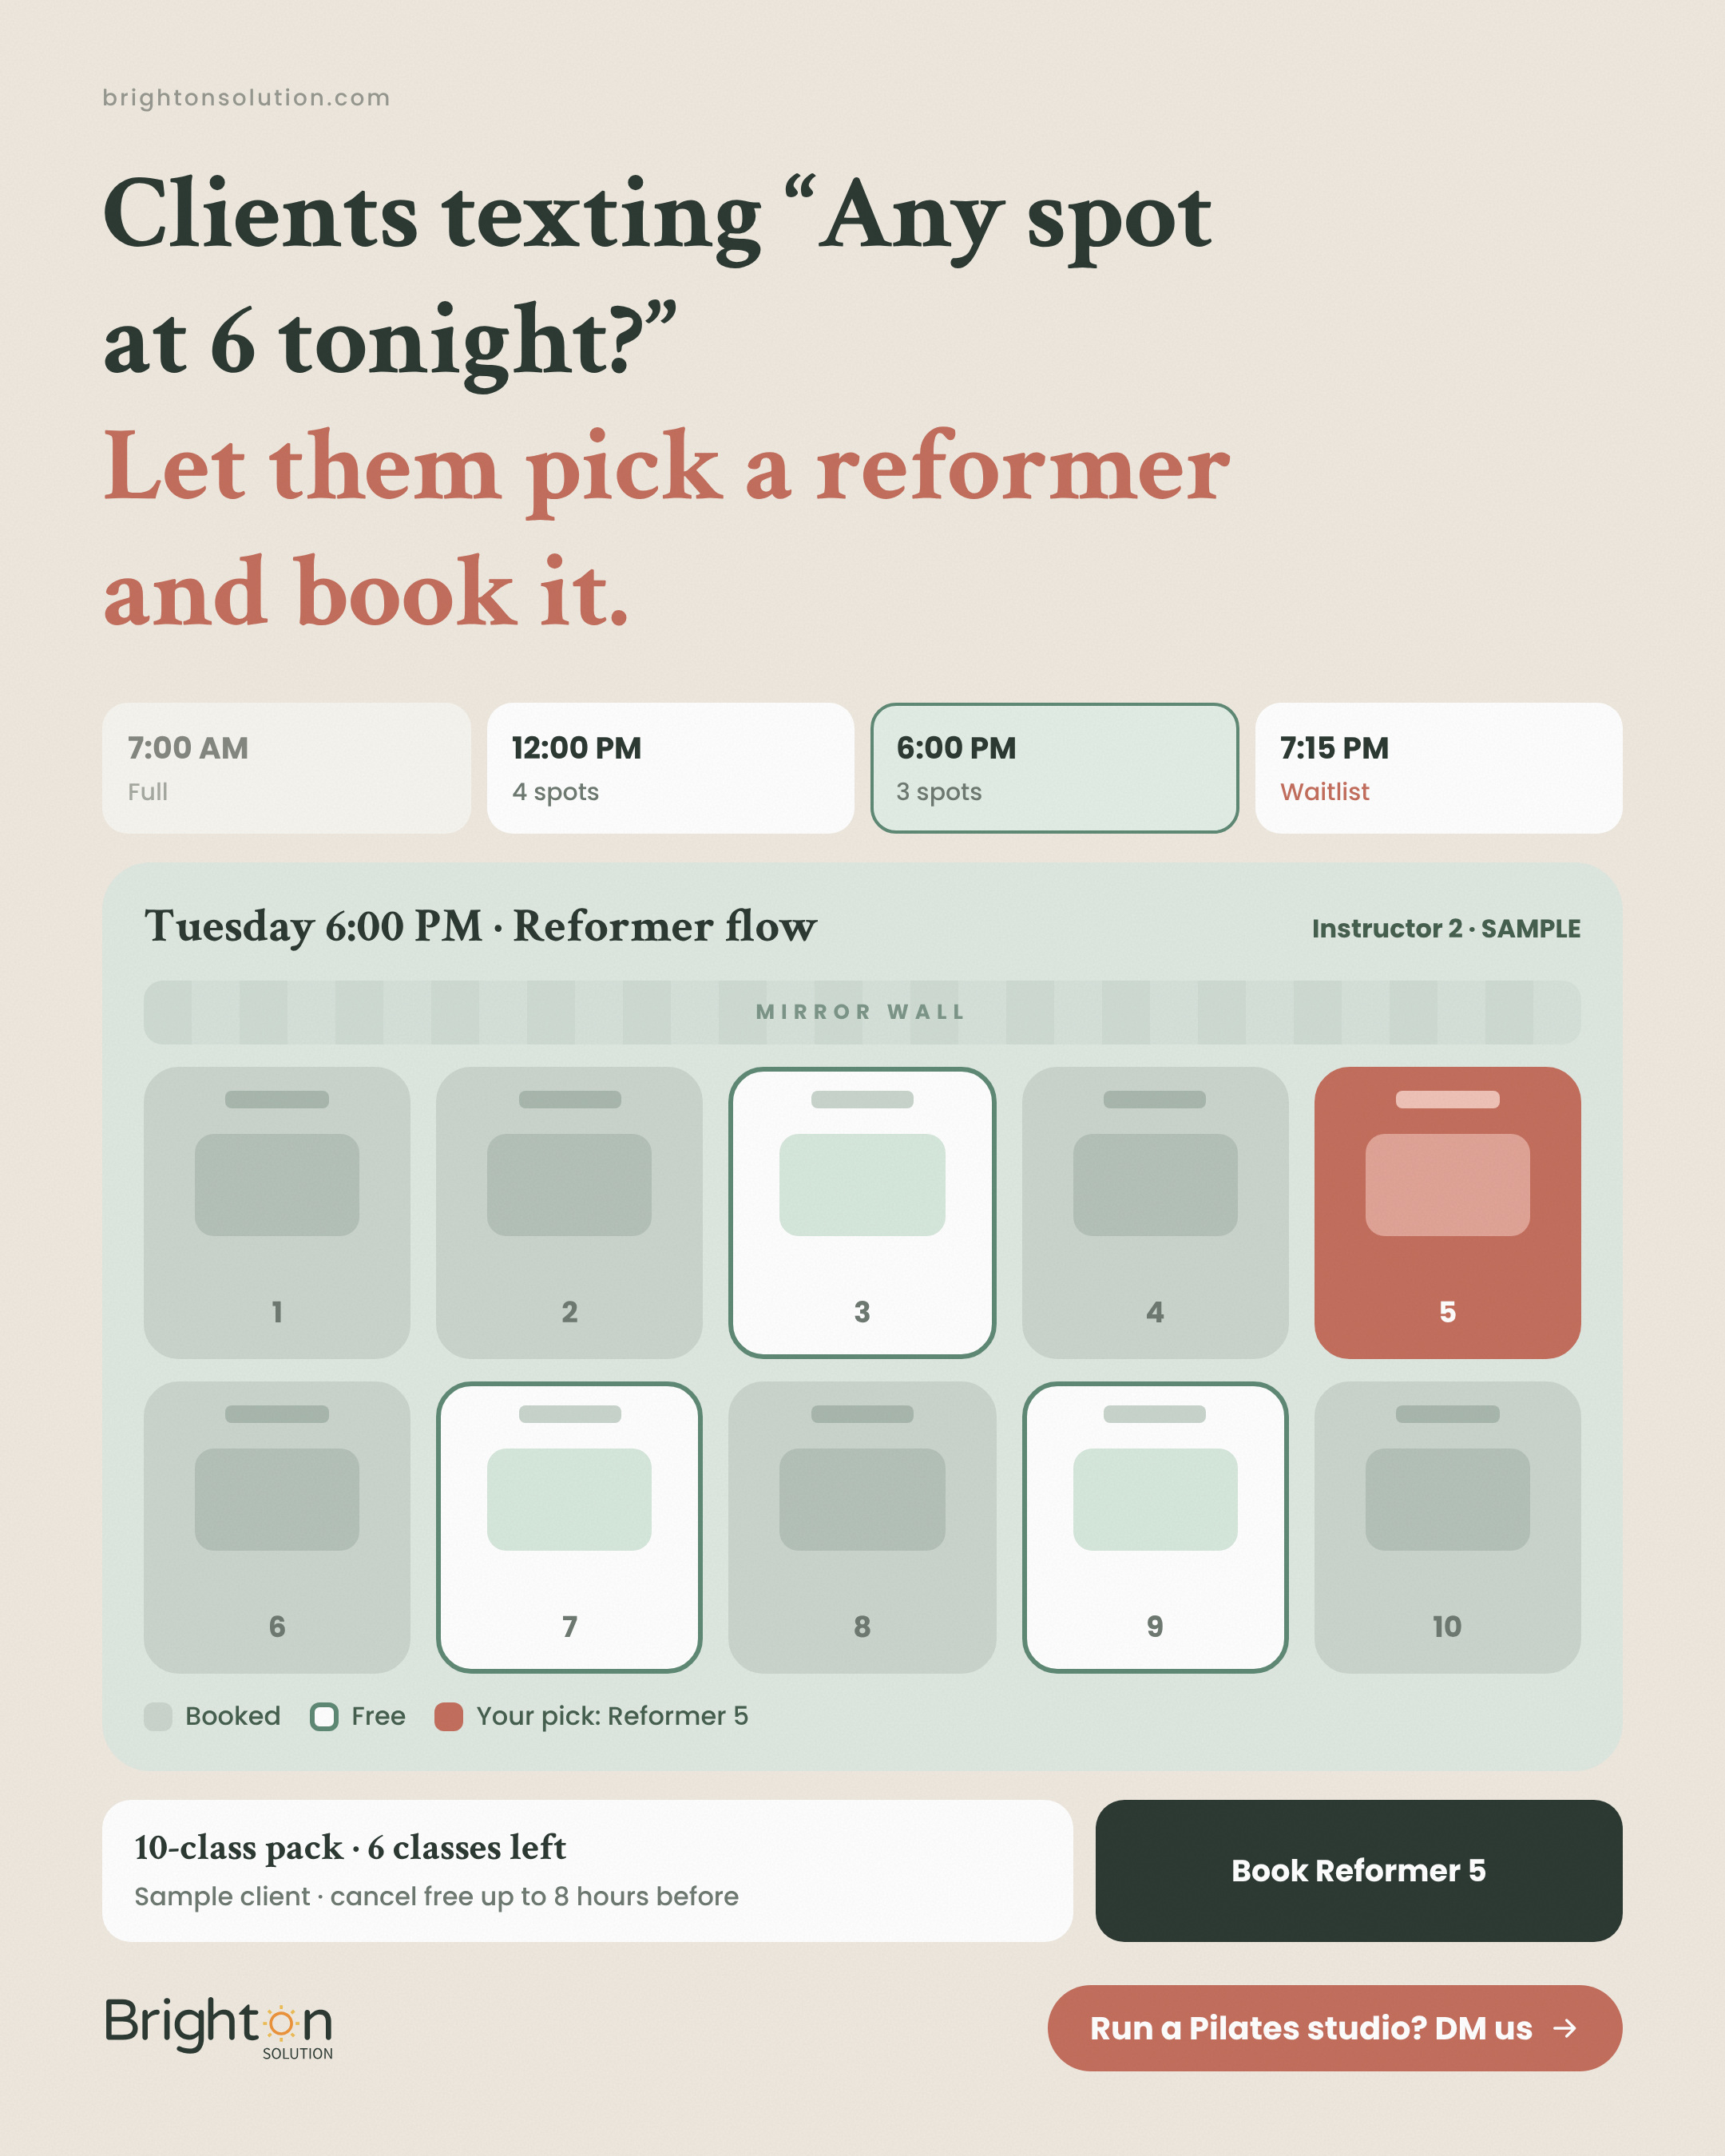 brightonsolution.com
Clients texting “Any spot
at 6 tonight?”
Let them pick a reformer
and book it.
7:00 AM
Full
12:00 PM
4 spots
6:00 PM
3 spots
7:15 PM
Waitlist
Tuesday 6:00 PM · Reformer flow
Instructor 2 · SAMPLE
MIRROR WALL
1
2
3
4
5
6
7
8
9
10
Booked
Free
Your pick: Reformer 5
10-class pack · 6 classes left
Sample client · cancel free up to 8 hours before
Book Reformer 5
Brighton
SOLUTION
Run a Pilates studio? DM us →